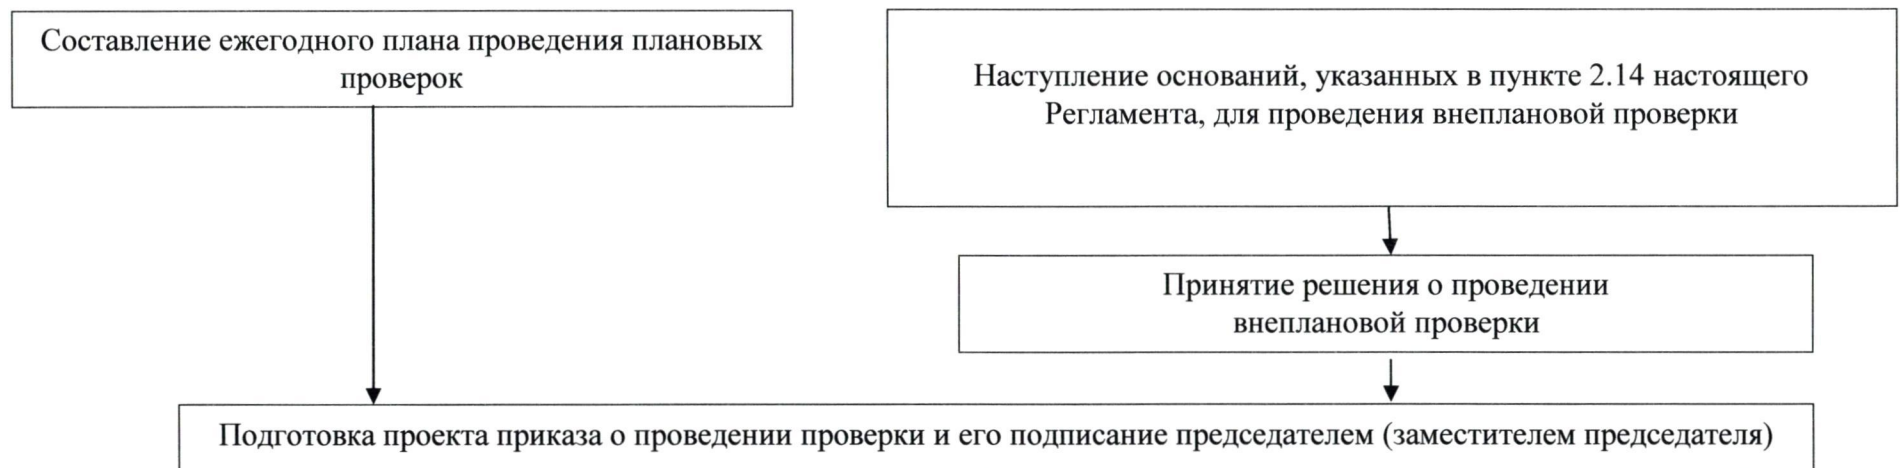 Составление ежегодного плана проведения плановых
проверок
Наступление оснований, указанных в пункте 2.14 настоящего
Регламента, для проведения внеплановой проверки
Принятие решения о проведении
внеплановой проверки
Подготовка проекта приказа о проведении проверки и его подписание председателем (заместителем председателя)